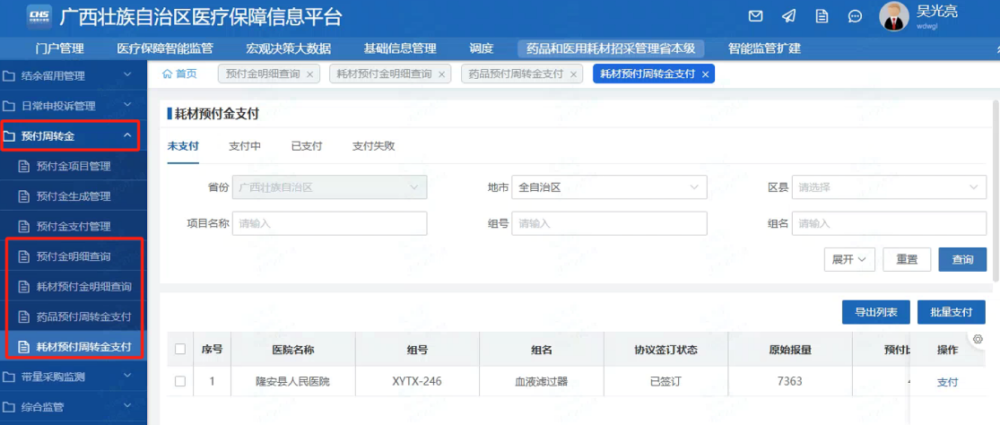 CHS 广西壮族自治区医疗保障信息平台
吴光亮
wdwgl
门户管理 医疗保障智能监管 宏观决策大数据 基础信息管理 调度 药品和医用耗材招采管理省本级 智能监管扩建
首页 预付金明细查询 × 耗材预付金明细查询 × 药品预付周转金支付 × 耗材预付周转金支付 ×
结余留用管理
日常申投诉管理
预付周转金
预付金项目管理
预付金生成管理
预付金支付管理
预付金明细查询
耗材预付金明细查询
药品预付周转金支付
耗材预付周转金支付
带量采购监测
综合监管
耗材预付金支付
未支付 支付中 已支付 支付失败
省份 广西壮族自治区 地市 全自治区 区县 请选择
项目名称 请输入 组号 请输入 组名 请输入
展开 重置 查询
导出列表 批量支付
序号 医院名称 组号 组名 协议签订状态 原始报量 预付 操作
1 隆安县人民医院 XYTX-246 血液滤过器 已签订 7363 支付